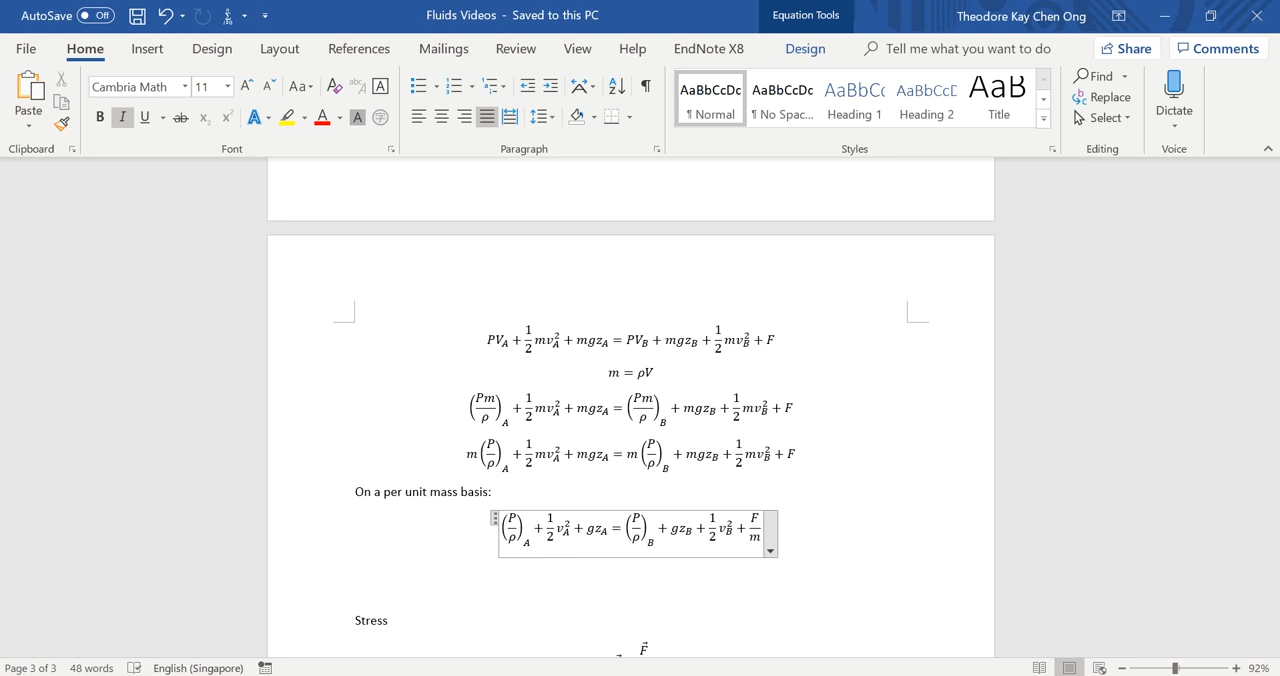 AutoSave Off Fluids Videos - Saved to this PC Equation Tools Theodore Kay Chen Ong
File Home Insert Design Layout References Mailings Review View Help EndNote X8 Design Tell me what you want to do Share Comments
Paste Cambria Math 11 Aa AaBbCcDc AaBbCcDc AaBbCc AaBbCcD AaB Find Replace Select Dictate
B I U ab x₂ x² A A A ¶ Normal ¶ No Spac... Heading 1 Heading 2 Title
Clipboard Font Paragraph Styles Editing Voice
PV_A + 1/2 mv_A^2 + mgz_A = PV_B + mgz_B + 1/2 mv_B^2 + F
m = ρV
(Pm/ρ)_A + 1/2 mv_A^2 + mgz_A = (Pm/ρ)_B + mgz_B + 1/2 mv_B^2 + F
m(P/ρ)_A + 1/2 mv_A^2 + mgz_A = m(P/ρ)_B + mgz_B + 1/2 mv_B^2 + F
On a per unit mass basis:
(P/ρ)_A + 1/2 v_A^2 + gz_A = (P/ρ)_B + gz_B + 1/2 v_B^2 + F/m
Stress
F⃗
Page 3 of 3 48 words English (Singapore) 92%